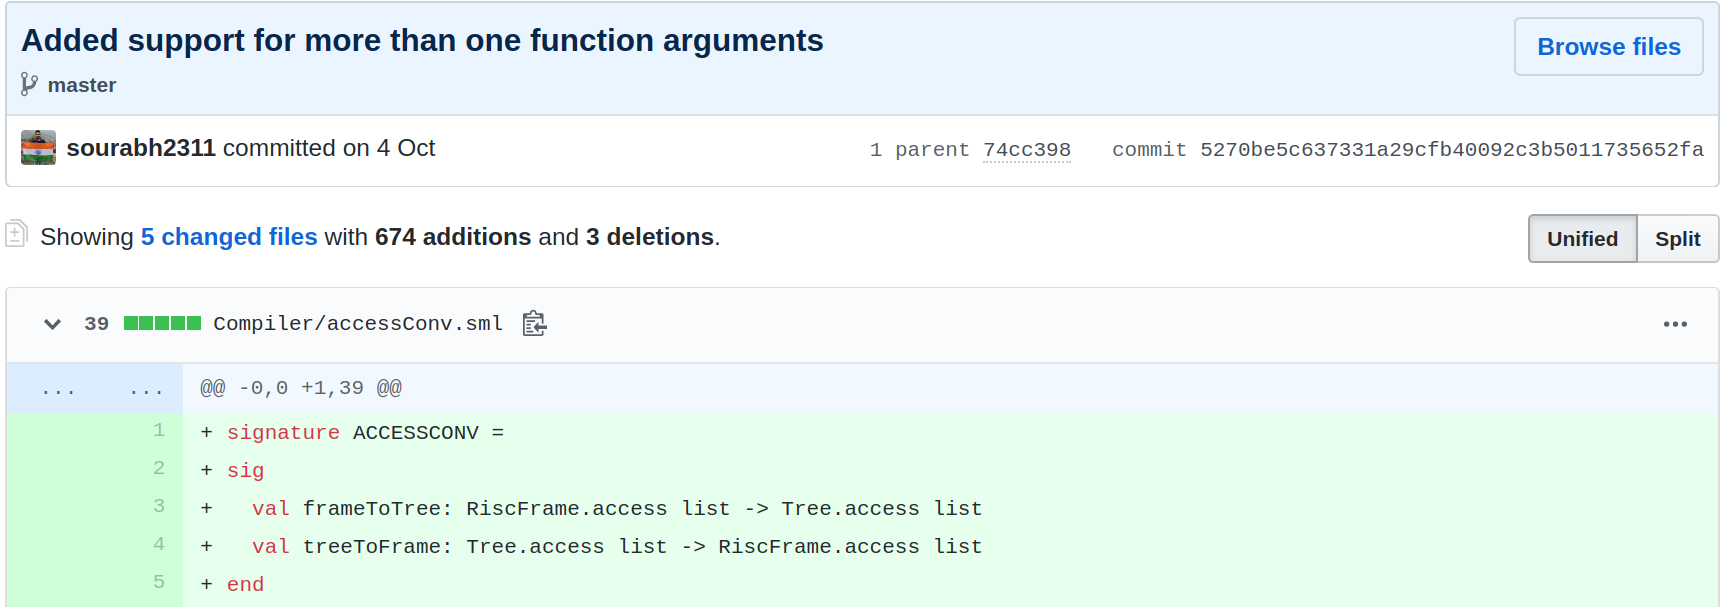 Added support for more than one function arguments
Browse files
master
sourabh2311 committed on 4 Oct
1 parent 74cc398 commit 5270be5c637331a29cfb40092c3b5011735652fa
Showing 5 changed files with 674 additions and 3 deletions.
Unified Split
39 Compiler/accessConv.sml
... ... @@ -0,0 +1,39 @@
1 + signature ACCESSCONV =
2 + sig
3 + val frameToTree: RiscFrame.access list -> Tree.access list
4 + val treeToFrame: Tree.access list -> RiscFrame.access list
5 + end